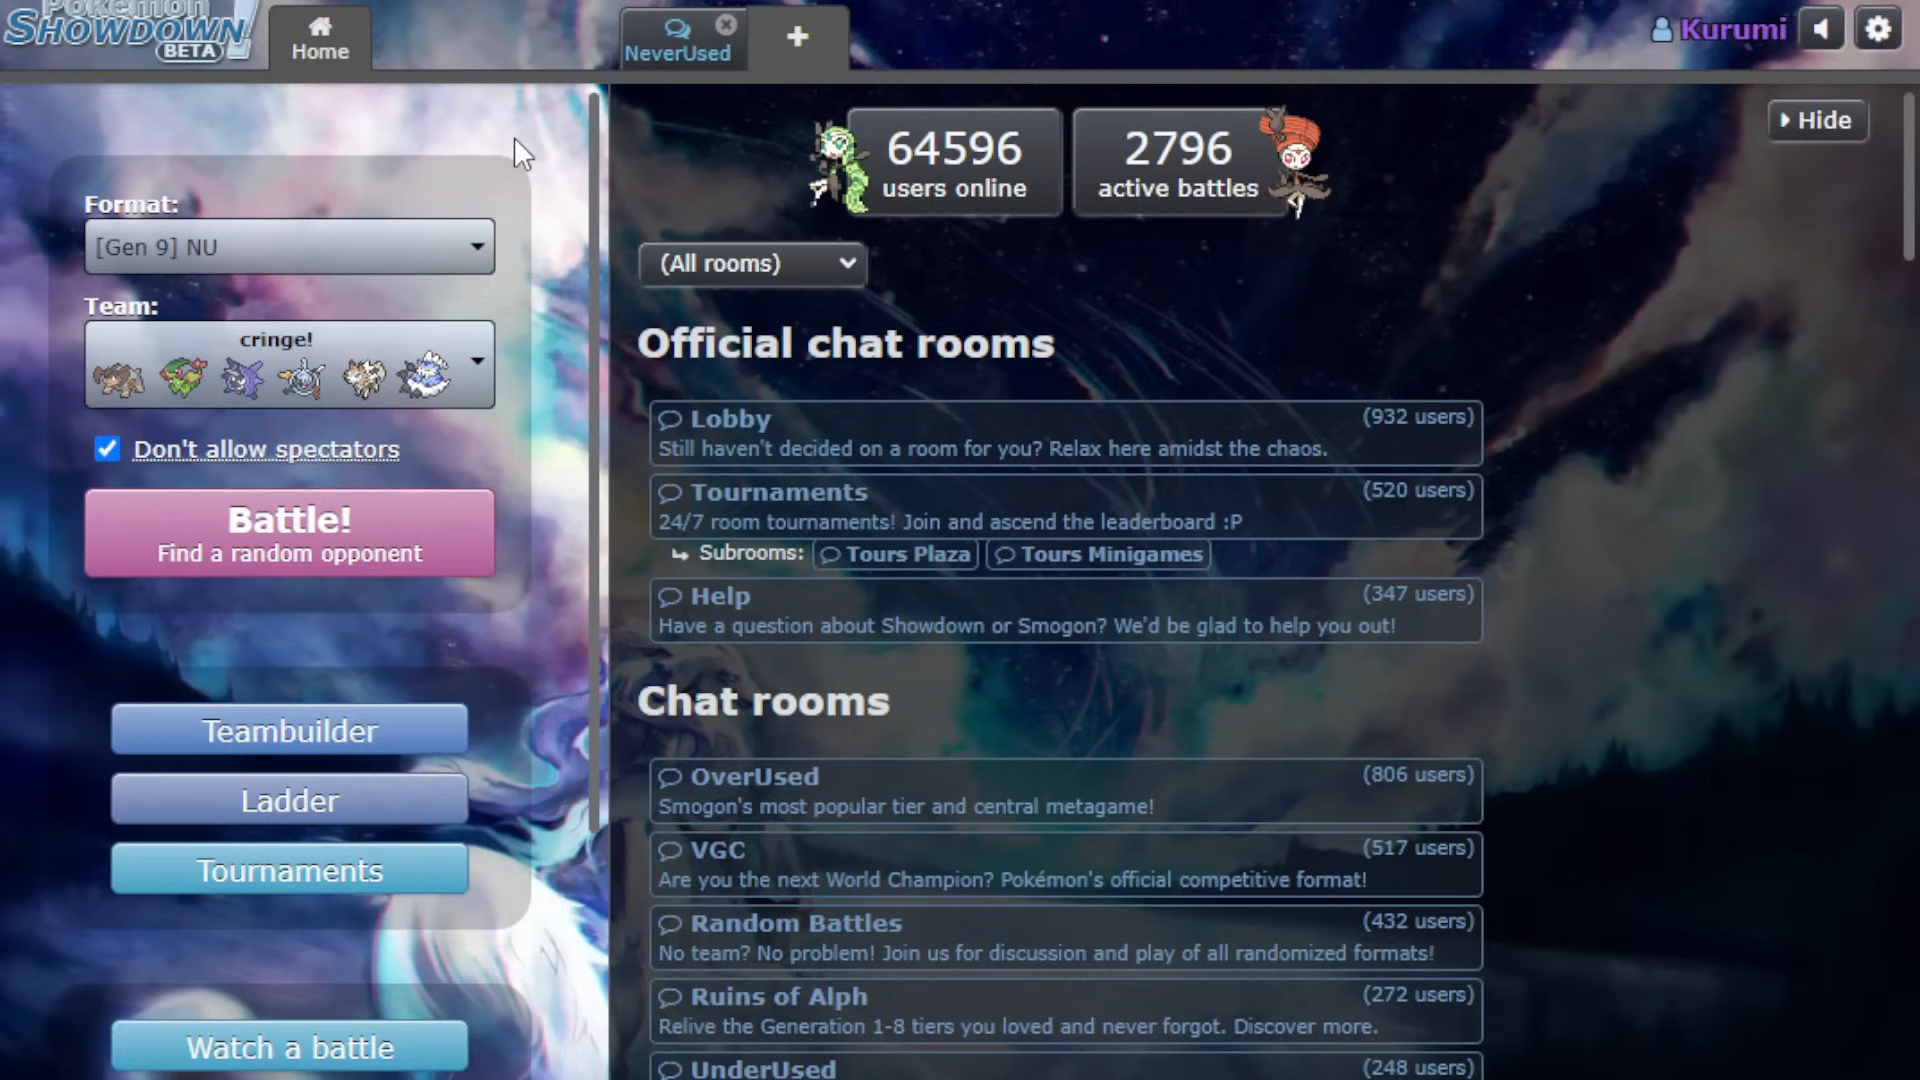 Pokémon
SHOWDOWN!
BETA
Home
NeverUsed
Kurumi
Format:
[Gen 9] NU
Team:
cringe!
Don't allow spectators
Battle!
Find a random opponent
Teambuilder
Ladder
Tournaments
Watch a battle
64596
users online
2796
active battles
Hide
(All rooms)
Official chat rooms
Lobby (932 users)
Still haven't decided on a room for you? Relax here amidst the chaos.
Tournaments (520 users)
24/7 room tournaments! Join and ascend the leaderboard :P
Subrooms: Tours Plaza Tours Minigames
Help (347 users)
Have a question about Showdown or Smogon? We'd be glad to help you out!
Chat rooms
OverUsed (806 users)
Smogon's most popular tier and central metagame!
VGC (517 users)
Are you the next World Champion? Pokémon's official competitive format!
Random Battles (432 users)
No team? No problem! Join us for discussion and play of all randomized formats!
Ruins of Alph (272 users)
Relive the Generation 1-8 tiers you loved and never forgot. Discover more.
UnderUsed (248 users)